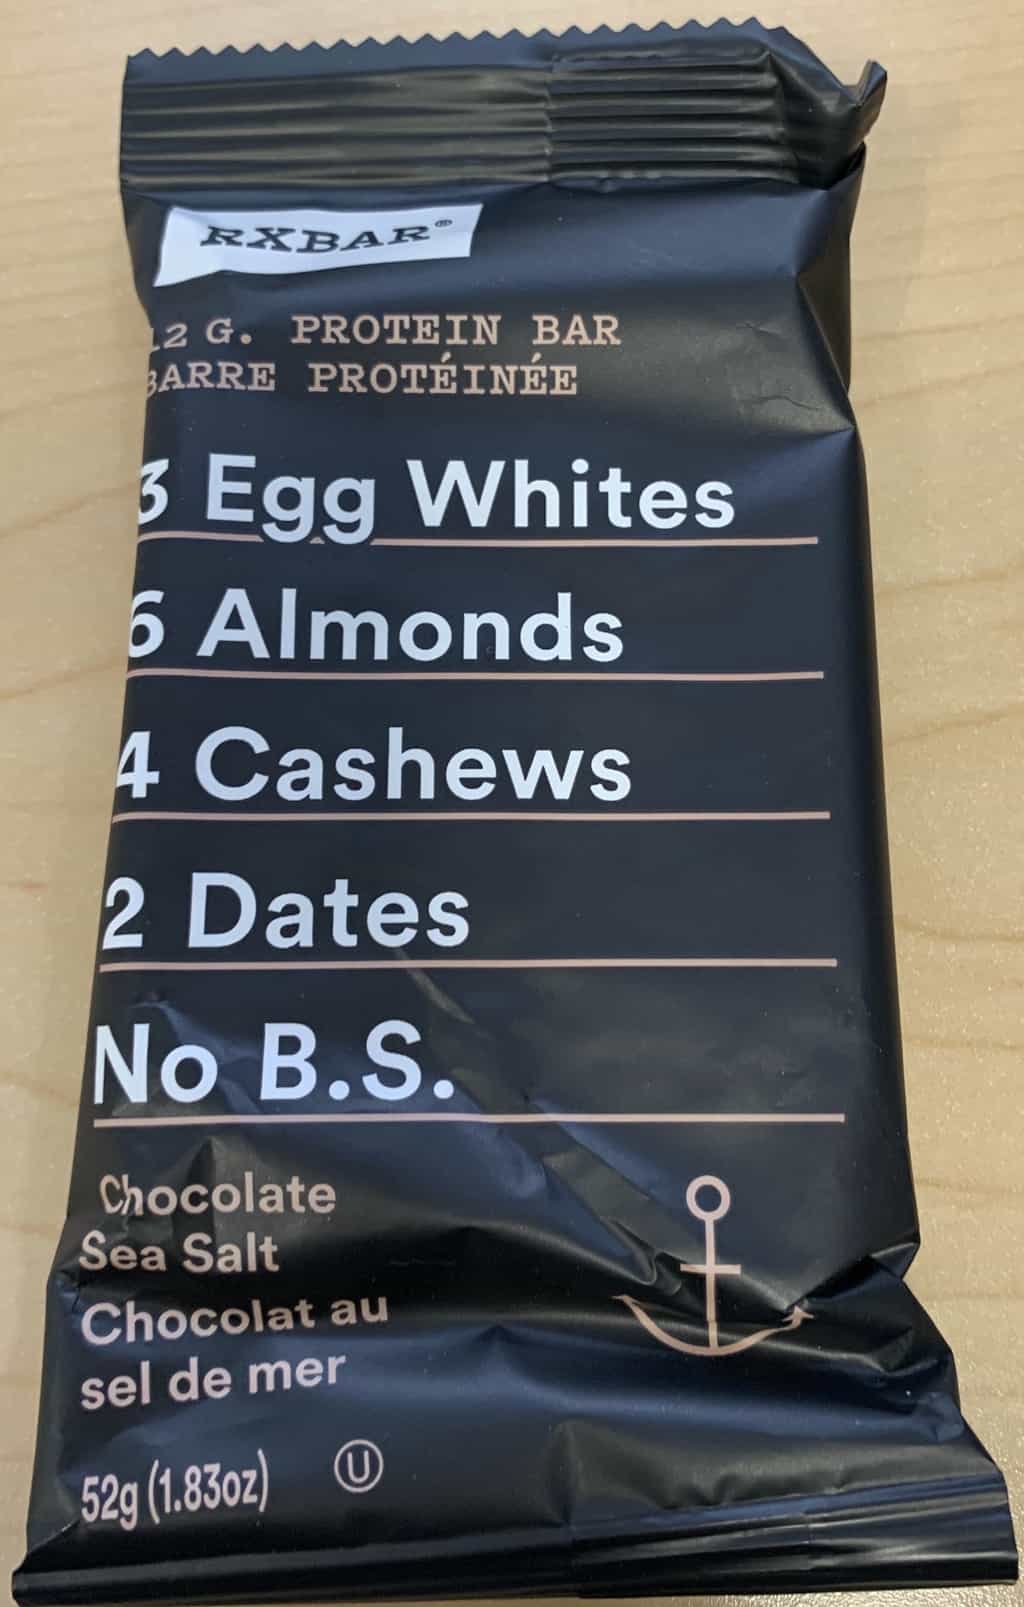 RXBAR®
12 G. PROTEIN BAR
BARRE PROTÉINÉE
3 Egg Whites
6 Almonds
4 Cashews
2 Dates
No B.S.
Chocolate
Sea Salt
Chocolat au
sel de mer
52g (1.83oz) U